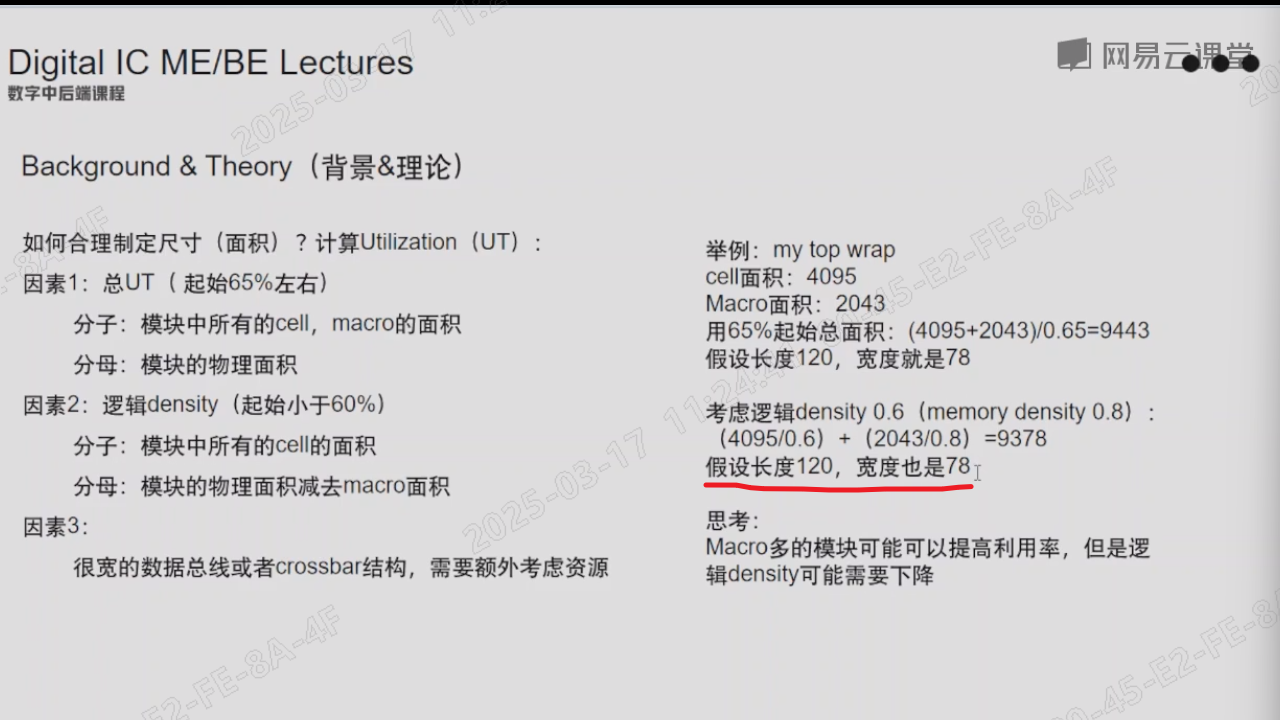 Digital IC ME/BE Lectures
数字中后端课程
网易云课堂
Background & Theory（背景&理论）
如何合理制定尺寸（面积）？计算Utilization（UT）：
因素1：总UT（ 起始65%左右）
分子：模块中所有的cell，macro的面积
分母：模块的物理面积
因素2：逻辑density（起始小于60%）
分子：模块中所有的cell的面积
分母：模块的物理面积减去macro面积
因素3：
很宽的数据总线或者crossbar结构，需要额外考虑资源
举例：my top wrap
cell面积：4095
Macro面积：2043
用65%起始总面积：(4095+2043)/0.65=9443
假设长度120，宽度就是78
考虑逻辑density 0.6（memory density 0.8）：
（4095/0.6）+（2043/0.8）=9378
假设长度120，宽度也是78
思考：
Macro多的模块可能可以提高利用率，但是逻
辑density可能需要下降